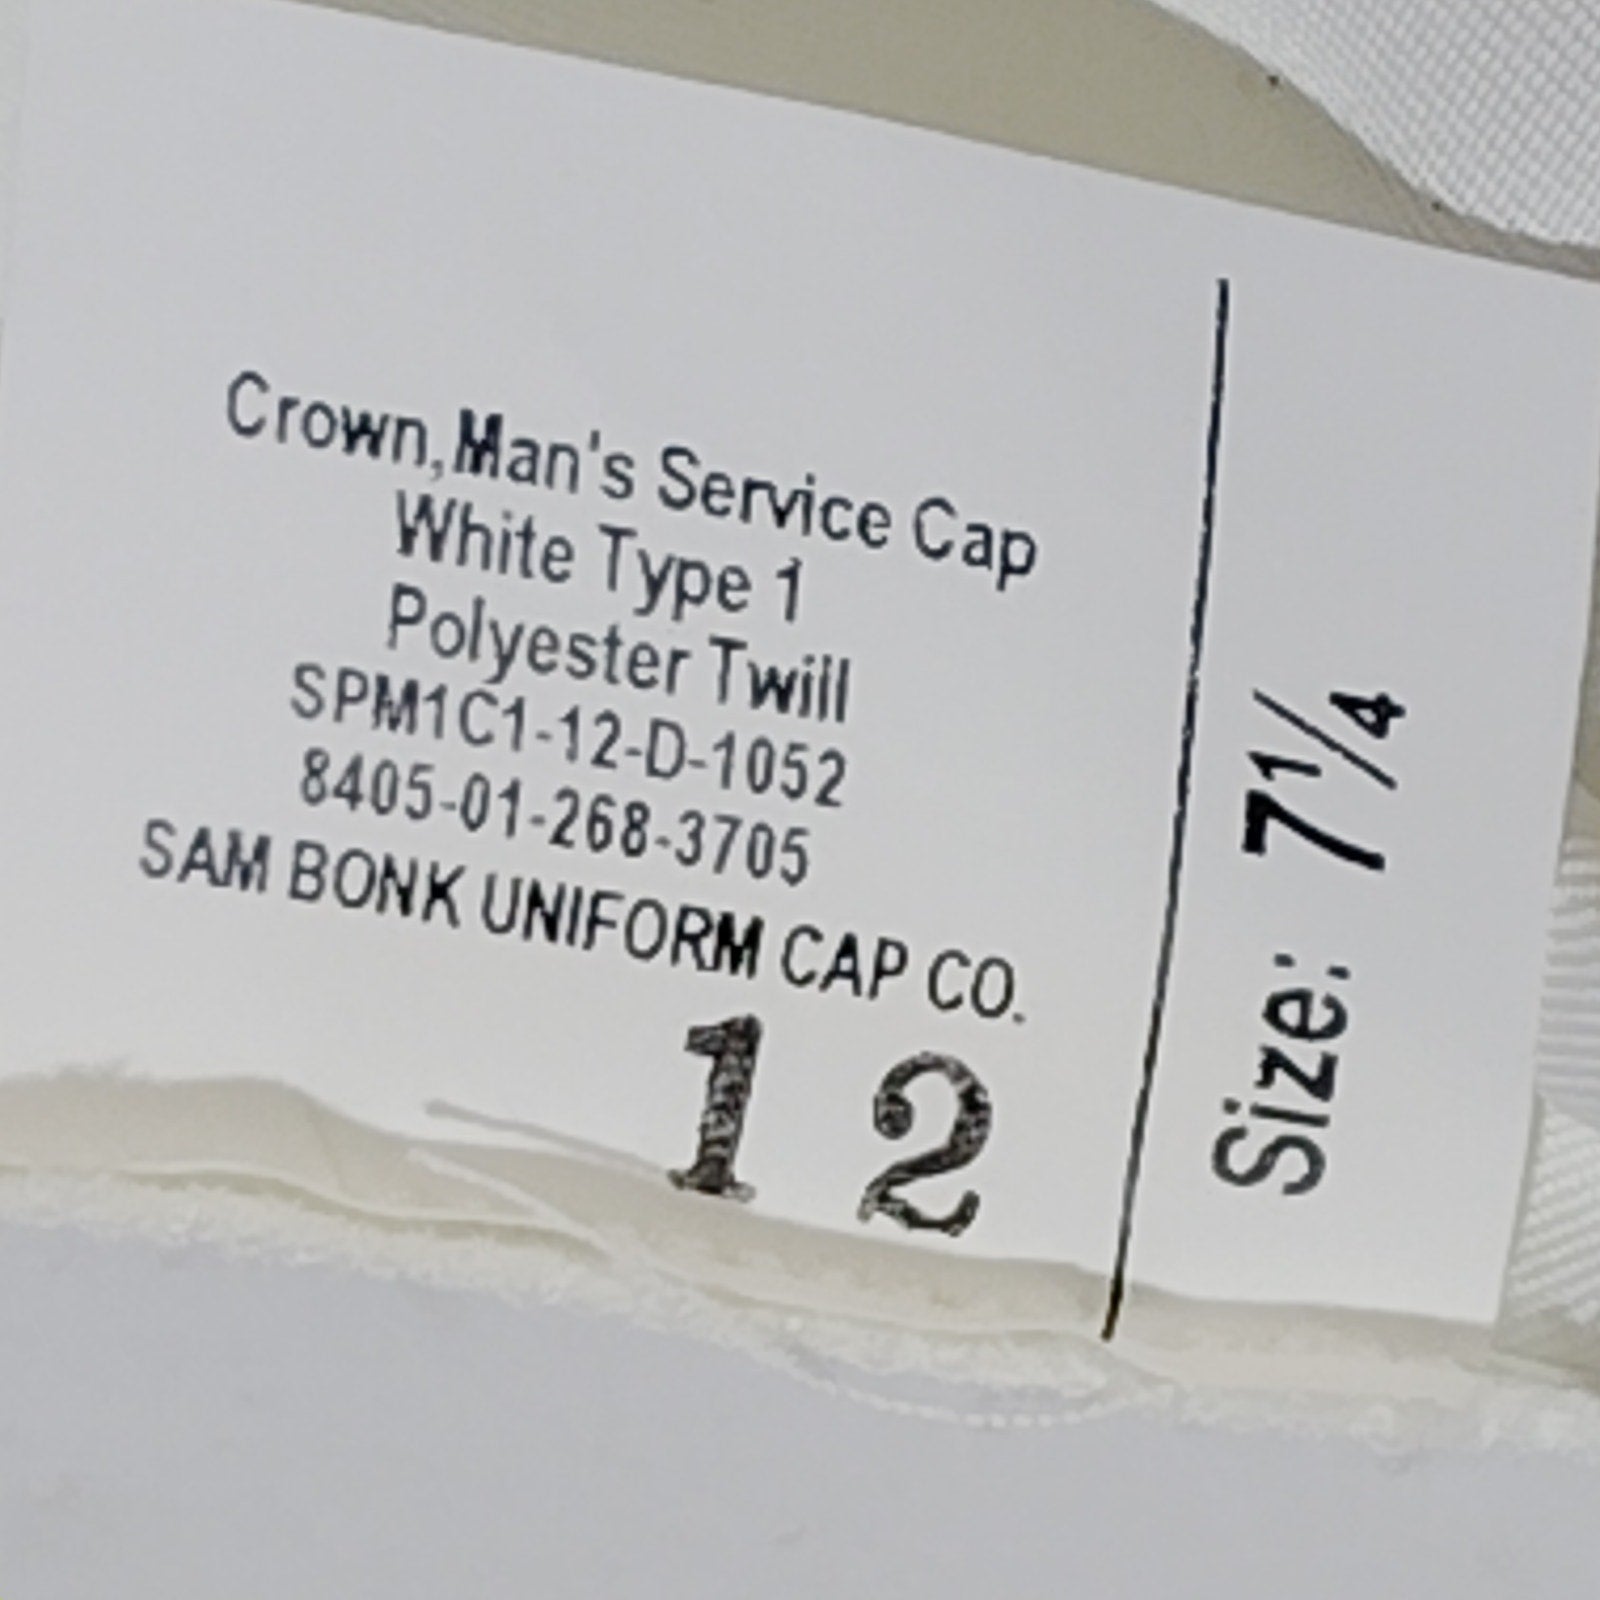 Crown,Man's Service Cap
White Type 1
Polyester Twill
SPM1C1-12-D-1052
8405-01-268-3705
SAM BONK UNIFORM CAP CO.
12
Size: 7¼